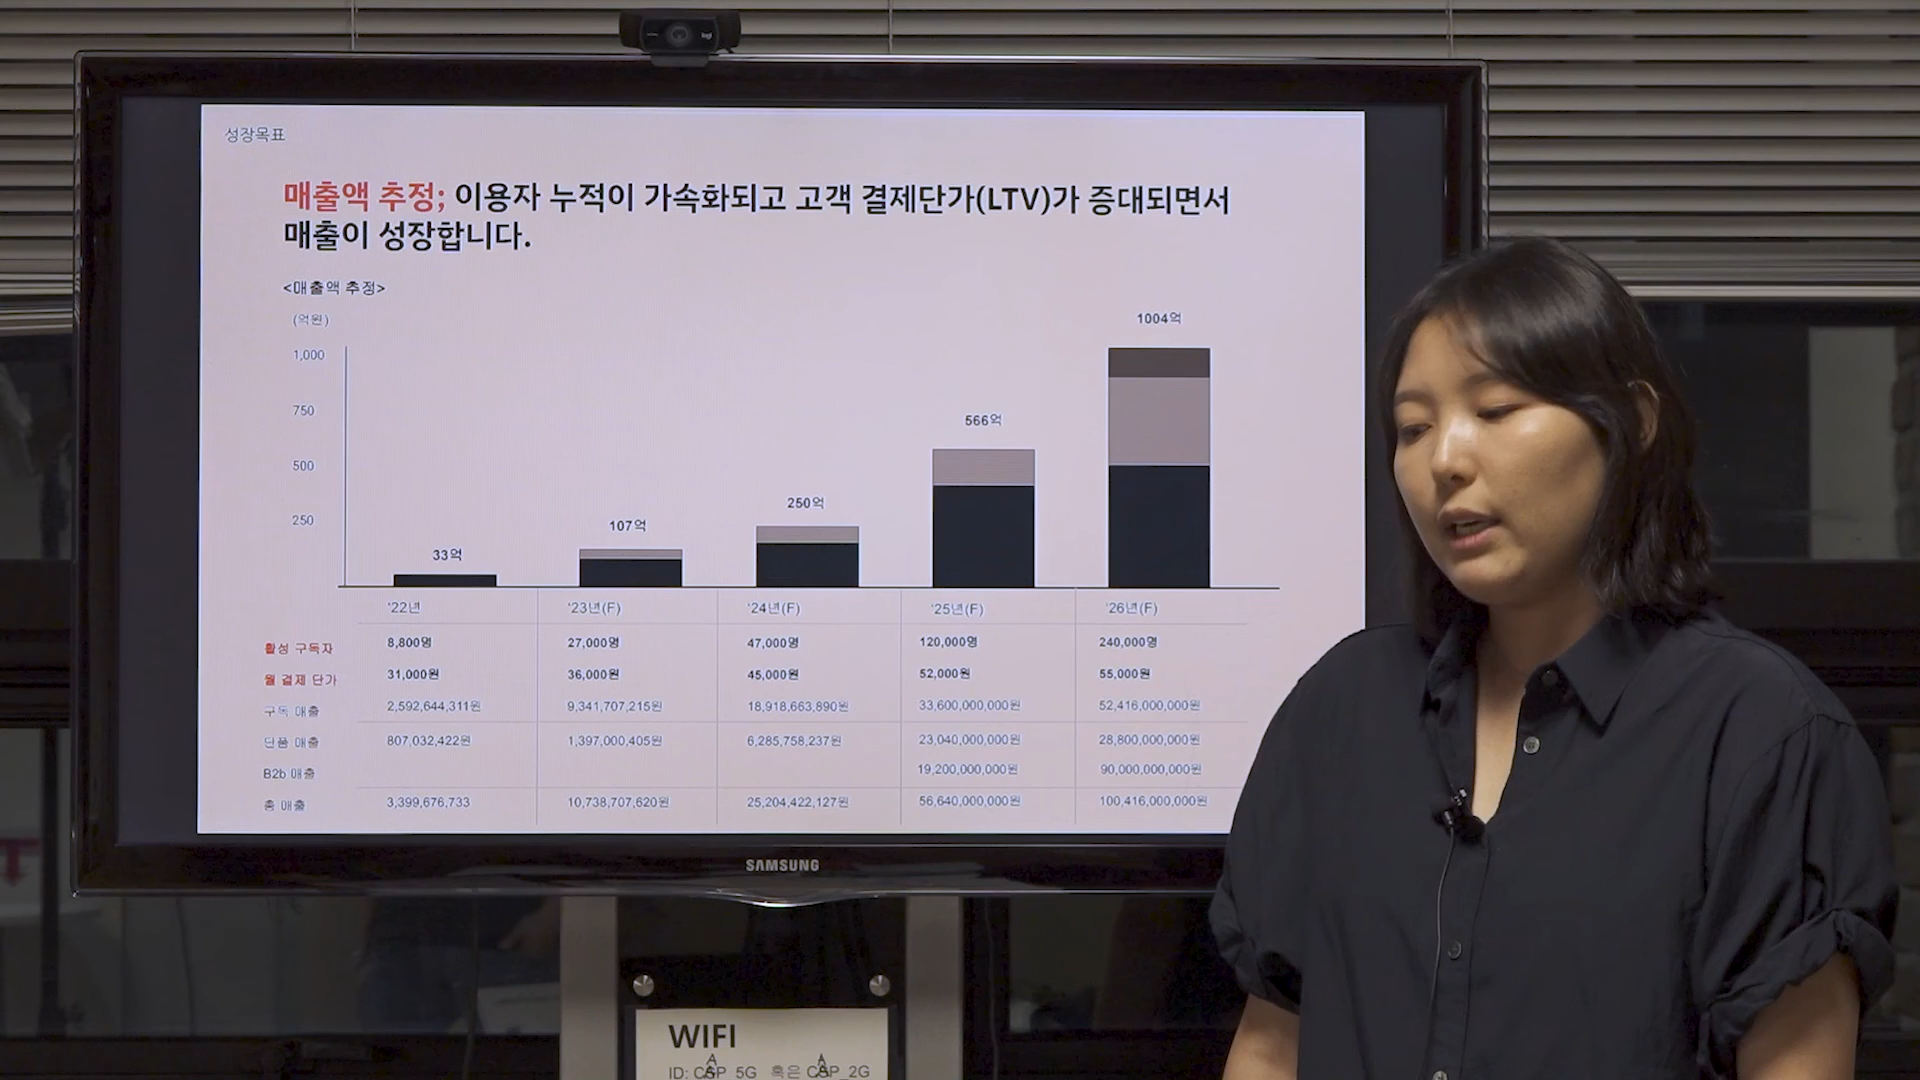 logi
성장목표
매출액 추정; 이용자 누적이 가속화되고 고객 결제단가(LTV)가 증대되면서
매출이 성장합니다.
<매출액 추정>
(억원)
1,000
750
500
250
33억
107억
250억
566억
1004억
'22년 '23년(F) '24년(F) '25년(F) '26년(F)
활성 구독자 8,800명 27,000명 47,000명 120,000명 240,000명
월 결제 단가 31,000원 36,000원 45,000원 52,000원 55,000원
구독 매출 2,592,644,311원 9,341,707,215원 18,918,663,890원 33,600,000,000원 52,416,000,000원
단품 매출 807,032,422원 1,397,000,405원 6,285,758,237원 23,040,000,000원 28,800,000,000원
B2b 매출 19,200,000,000원 90,000,000,000원
총 매출 3,399,676,733 10,738,707,620원 25,204,422,127원 56,640,000,000원 100,416,000,000원
SAMSUNG
WIFI
ID: CSP_5G 혹은 CSP_2G